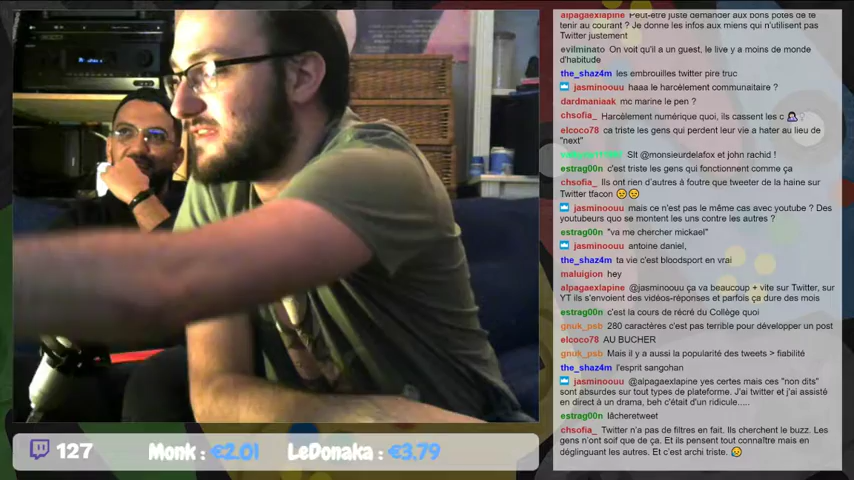 alpagaexlapine Peut-être juste demander aux bons potes de te
tenir au courant ? Je donne les infos aux miens qui n'utilisent pas
Twitter justement
evilminato On voit qu'il a un guest, le live y a moins de monde
d'habitude
the_shaz4m les embrouilles twitter pire truc
jasminoouu haaa le harcèlement communaitaire ?
dardmaniaak mc marine le pen ?
chsofia_ Harcèlement numérique quoi, ils cassent les c
elcoco78 ca triste les gens qui perdent leur vie a hater au lieu de
"next"
Slt @monsieurdelafox et john rachid !
estrag00n c'est triste les gens qui fonctionnent comme ça
chsofia_ Ils ont rien d'autres à foutre que tweeter de la haine sur
Twitter tfacon
jasminoouu mais ce n'est pas le même cas avec youtube ? Des
youtubeurs quo se montent les uns contre les autres ?
estrag00n "va me chercher mickael"
jasminoouu antoine daniel,
the_shaz4m ta vie c'est bloodsport en vrai
maluigion hey
alpagaexlapine @jasminoouu ça va beaucoup + vite sur Twitter, sur
YT ils s'envoient des vidéos-réponses et parfois ça dure des mois
estrag00n c'est la cours de récré du Collège quoi
gnuk_psb 280 caractères c'est pas terrible pour développer un post
elcoco78 AU BUCHER
gnuk_psb Mais il y a aussi la popularité des tweets > fiabilité
the_shaz4m l'esprit sangohan
jasminoouu @alpagaexlapine yes certes mais ces "non dits"
sont absurdes sur tout types de plateforme. J'ai twitter et j'ai assisté
en direct à un drama, beh c'était d'un ridicule.....
estrag00n lâcheretweet
chsofia_ Twitter n'a pas de filtres en fait. Ils cherchent le buzz. Les
gens n'ont soif que de ça. Et ils pensent tout connaître mais en
déglinguant les autres. Et c'est archi triste.
127 Monk : €2.01 LeDonaka : €3.79